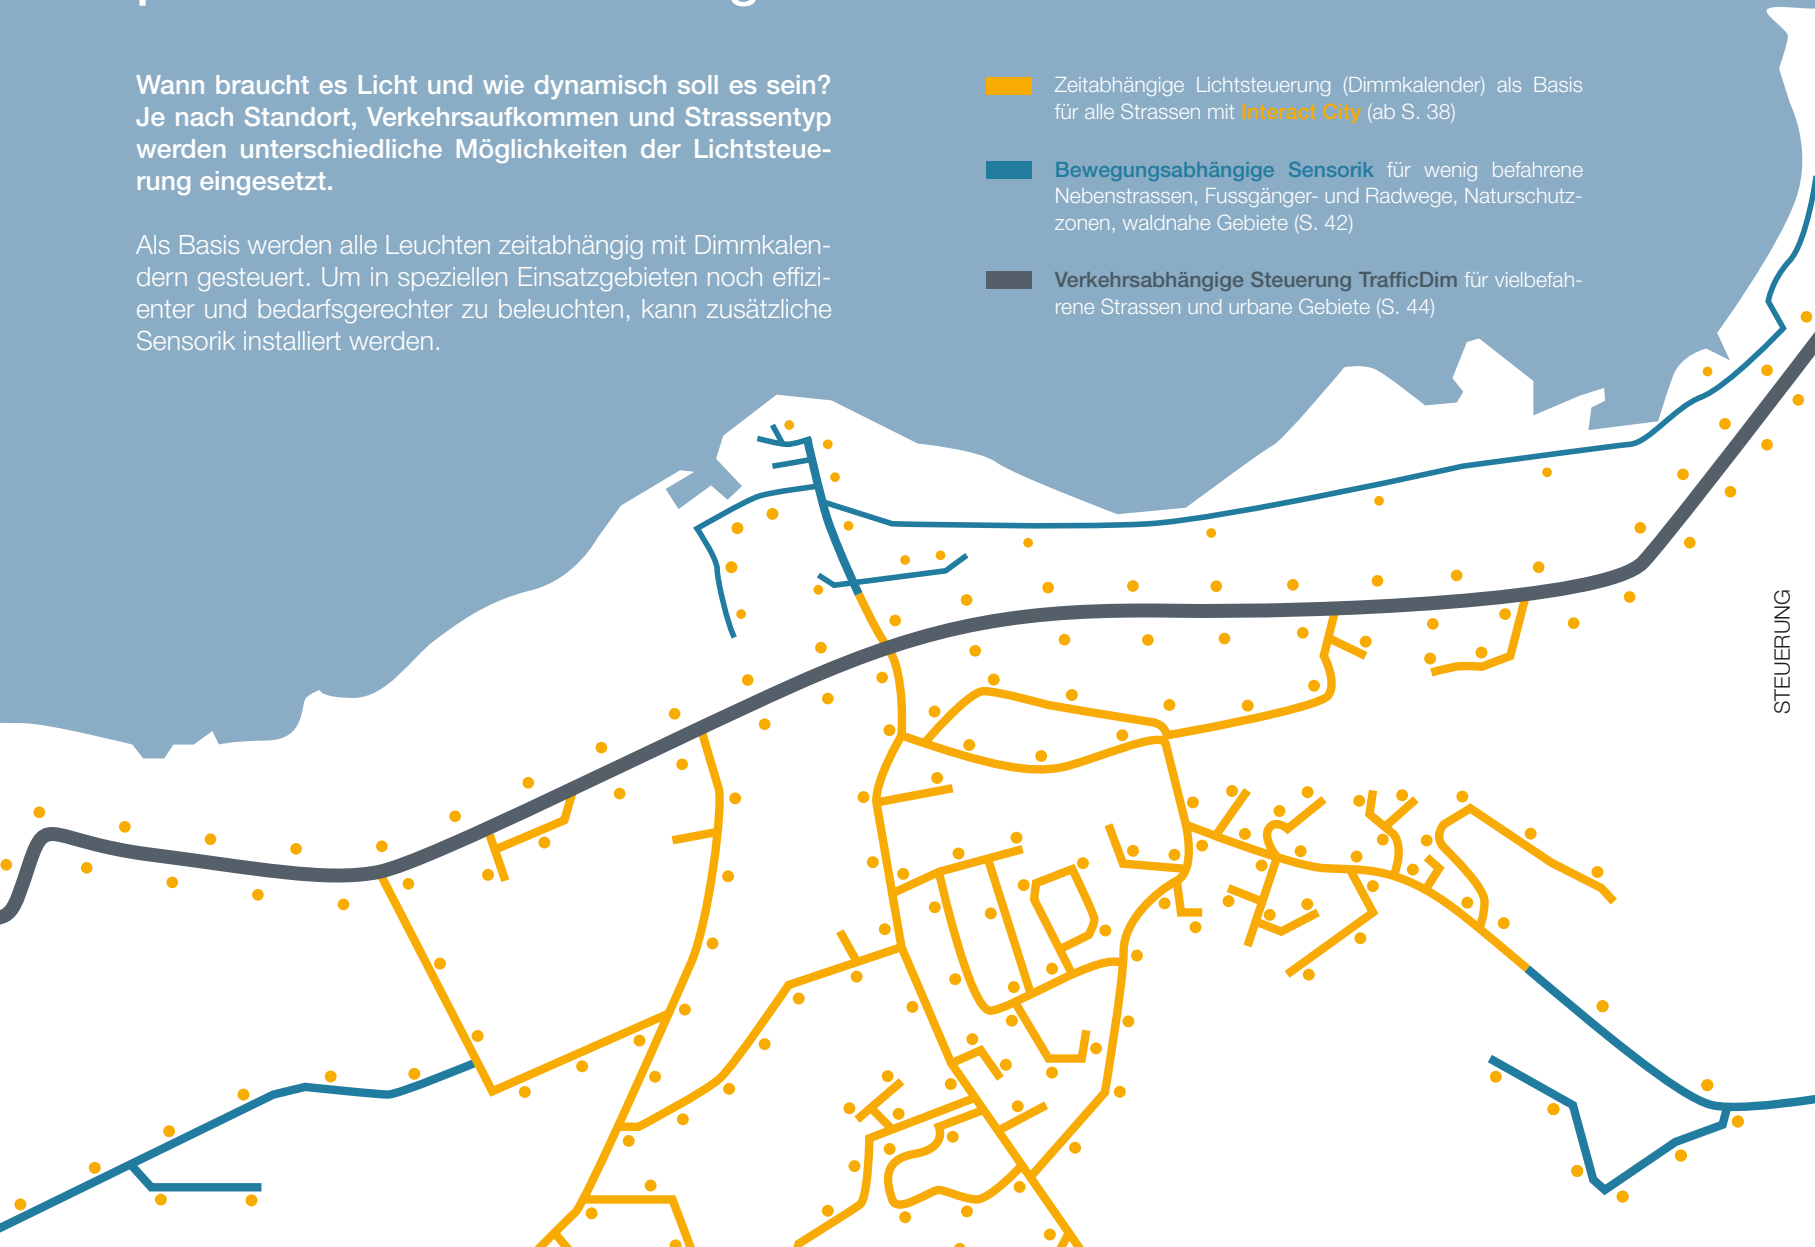 Wann braucht es Licht und wie dynamisch soll es sein?
Je nach Standort, Verkehrsaufkommen und Strassentyp
werden unterschiedliche Möglichkeiten der Lichtsteue-
rung eingesetzt.
Als Basis werden alle Leuchten zeitabhängig mit Dimmkalen-
dern gesteuert. Um in speziellen Einsatzgebieten noch effizi-
enter und bedarfsgerechter zu beleuchten, kann zusätzliche
Sensorik installiert werden.
Zeitabhängige Lichtsteuerung (Dimmkalender) als Basis
für alle Strassen mit Interact City (ab S. 38)
Bewegungsabhängige Sensorik für wenig befahrene
Nebenstrassen, Fussgänger- und Radwege, Naturschutz-
zonen, waldnahe Gebiete (S. 42)
Verkehrsabhängige Steuerung TrafficDim für vielbefah-
rene Strassen und urbane Gebiete (S. 44)
STEUERUNG